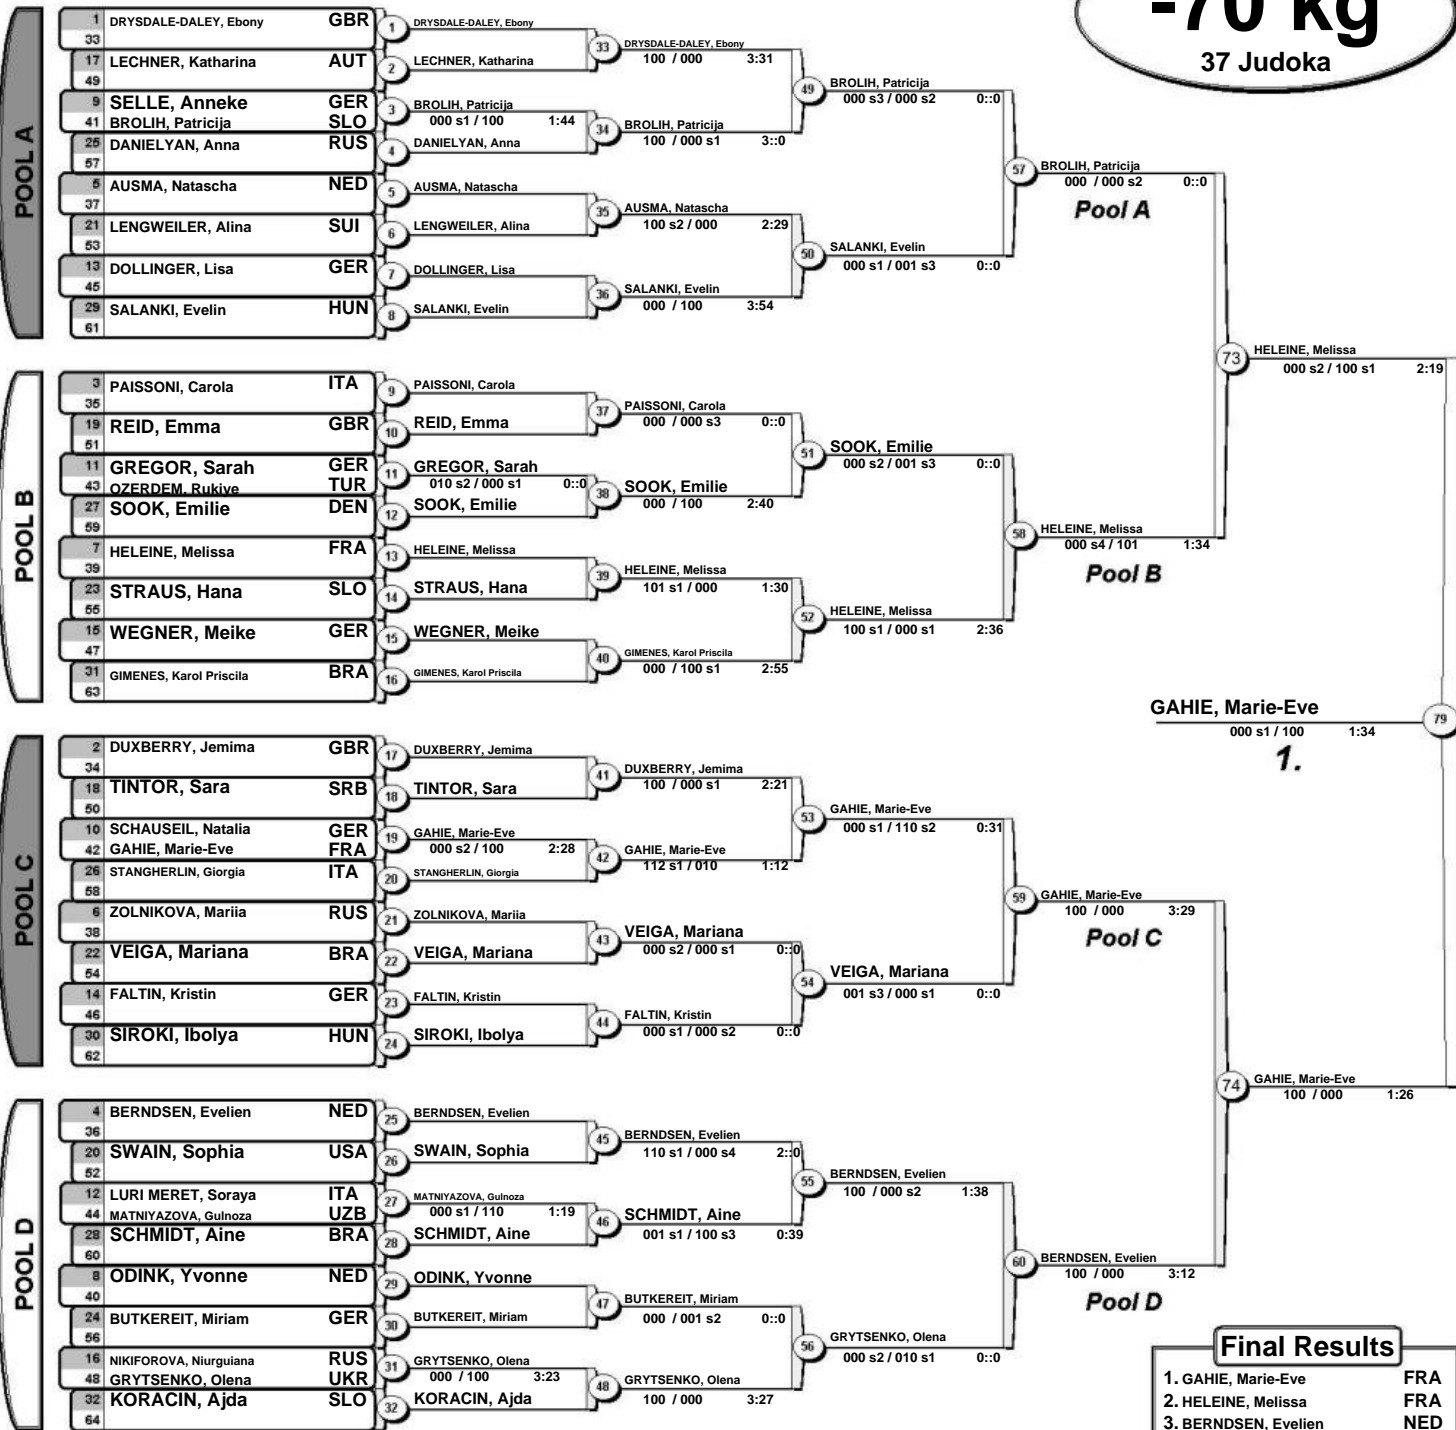 -70 kg
37 Judoka
POOL A
1 DRYSDALE-DALEY, Ebony GBR
33
17 LECHNER, Katharina AUT
49
9 SELLE, Anneke GER
41 BROLIH, Patricija SLO
25 DANIELYAN, Anna RUS
57
5 AUSMA, Natascha NED
37
21 LENGWEILER, Alina SUI
53
13 DOLLINGER, Lisa GER
45
29 SALANKI, Evelin HUN
61
1 DRYSDALE-DALEY, Ebony
2 LECHNER, Katharina
3 BROLIH, Patricija
000 s1 / 100 1:44
4 DANIELYAN, Anna
5 AUSMA, Natascha
6 LENGWEILER, Alina
7 DOLLINGER, Lisa
8 SALANKI, Evelin
33 DRYSDALE-DALEY, Ebony
100 / 000 3:31
34 BROLIH, Patricija
100 / 000 s1 3::0
35 AUSMA, Natascha
100 s2 / 000 2:29
36 SALANKI, Evelin
000 / 100 3:54
49 BROLIH, Patricija
000 s3 / 000 s2 0::0
50 SALANKI, Evelin
000 s1 / 001 s3 0::0
57 BROLIH, Patricija
000 / 000 s2 0::0
Pool A
POOL B
3 PAISSONI, Carola ITA
35
19 REID, Emma GBR
51
11 GREGOR, Sarah GER
43 OZERDEM, Rukiye TUR
27 SOOK, Emilie DEN
59
7 HELEINE, Melissa FRA
39
23 STRAUS, Hana SLO
55
15 WEGNER, Meike GER
47
31 GIMENES, Karol Priscila BRA
63
9 PAISSONI, Carola
10 REID, Emma
11 GREGOR, Sarah
010 s2 / 000 s1 0::0
12 SOOK, Emilie
13 HELEINE, Melissa
14 STRAUS, Hana
15 WEGNER, Meike
16 GIMENES, Karol Priscila
37 PAISSONI, Carola
000 / 000 s3 0::0
38 SOOK, Emilie
000 / 100 2:40
39 HELEINE, Melissa
101 s1 / 000 1:30
40 GIMENES, Karol Priscila
000 / 100 s1 2:55
51 SOOK, Emilie
000 s2 / 001 s3 0::0
52 HELEINE, Melissa
100 s1 / 000 s1 2:36
58 HELEINE, Melissa
000 s4 / 101 1:34
Pool B
73 HELEINE, Melissa
000 s2 / 100 s1 2:19
GAHIE, Marie-Eve 79
000 s1 / 100 1:34
1.
POOL C
2 DUXBERRY, Jemima GBR
34
18 TINTOR, Sara SRB
50
10 SCHAUSEIL, Natalia GER
42 GAHIE, Marie-Eve FRA
26 STANGHERLIN, Giorgia ITA
58
6 ZOLNIKOVA, Mariia RUS
38
22 VEIGA, Mariana BRA
54
14 FALTIN, Kristin GER
46
30 SIROKI, Ibolya HUN
62
17 DUXBERRY, Jemima
18 TINTOR, Sara
19 GAHIE, Marie-Eve
000 s2 / 100 2:28
20 STANGHERLIN, Giorgia
21 ZOLNIKOVA, Mariia
22 VEIGA, Mariana
23 FALTIN, Kristin
24 SIROKI, Ibolya
41 DUXBERRY, Jemima
100 / 000 s1 2:21
42 GAHIE, Marie-Eve
112 s1 / 010 1:12
43 VEIGA, Mariana
000 s2 / 000 s1 0::0
44 FALTIN, Kristin
000 s1 / 000 s2 0::0
53 GAHIE, Marie-Eve
000 s1 / 110 s2 0:31
54 VEIGA, Mariana
001 s3 / 000 s1 0::0
59 GAHIE, Marie-Eve
100 / 000 3:29
Pool C
POOL D
4 BERNDSEN, Evelien NED
36
20 SWAIN, Sophia USA
52
12 LURI MERET, Soraya ITA
44 MATNIYAZOVA, Gulnoza UZB
28 SCHMIDT, Aine BRA
60
8 ODINK, Yvonne NED
40
24 BUTKEREIT, Miriam GER
56
16 NIKIFOROVA, Niurguiana RUS
48 GRYTSENKO, Olena UKR
32 KORACIN, Ajda SLO
64
25 BERNDSEN, Evelien
26 SWAIN, Sophia
27 MATNIYAZOVA, Gulnoza
000 s1 / 110 1:19
28 SCHMIDT, Aine
29 ODINK, Yvonne
30 BUTKEREIT, Miriam
31 GRYTSENKO, Olena
000 / 100 3:23
32 KORACIN, Ajda
45 BERNDSEN, Evelien
110 s1 / 000 s4 2::0
46 SCHMIDT, Aine
001 s1 / 100 s3 0:39
47 BUTKEREIT, Miriam
000 / 001 s2 0::0
48 GRYTSENKO, Olena
100 / 000 3:27
55 BERNDSEN, Evelien
100 / 000 s2 1:38
56 GRYTSENKO, Olena
000 s2 / 010 s1 0::0
60 BERNDSEN, Evelien
100 / 000 3:12
Pool D
74 GAHIE, Marie-Eve
100 / 000 1:26
Final Results
1. GAHIE, Marie-Eve FRA
2. HELEINE, Melissa FRA
3. BERNDSEN, Evelien NED